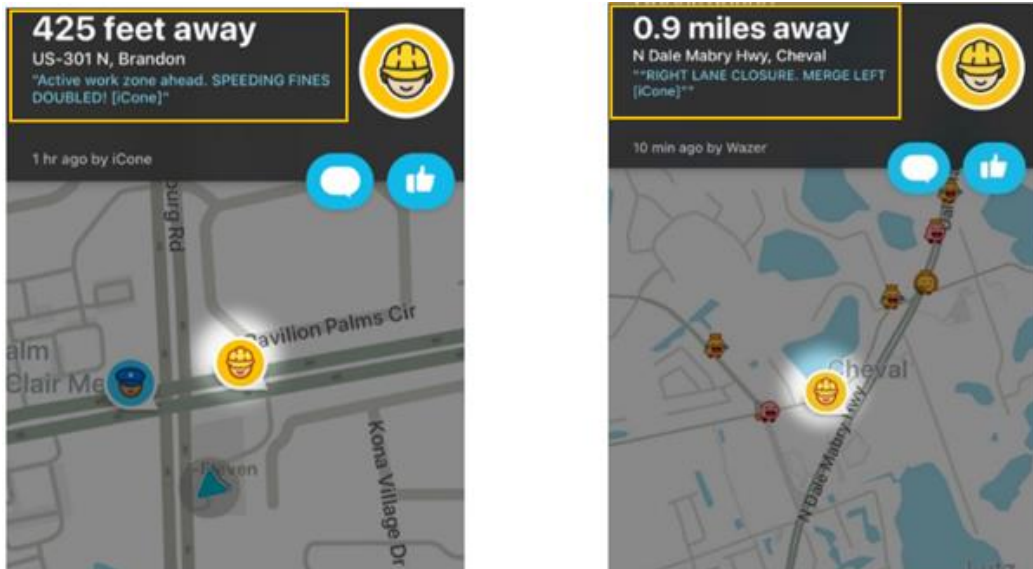 425 feet away
US-301 N, Brandon
"Active work zone ahead. SPEEDING FINES
DOUBLED! [iCone]"
1 hr ago by iCone
burg Rd
Pavilion Palms Cir
alm
Clair Me
Kona Village Dr
0.9 miles away
N Dale Mabry Hwy, Cheval
""RIGHT LANE CLOSURE. MERGE LEFT
[iCone]""
10 min ago by Wazer
Dal
Cheval
N Dale Mabry Hwy
Lutz